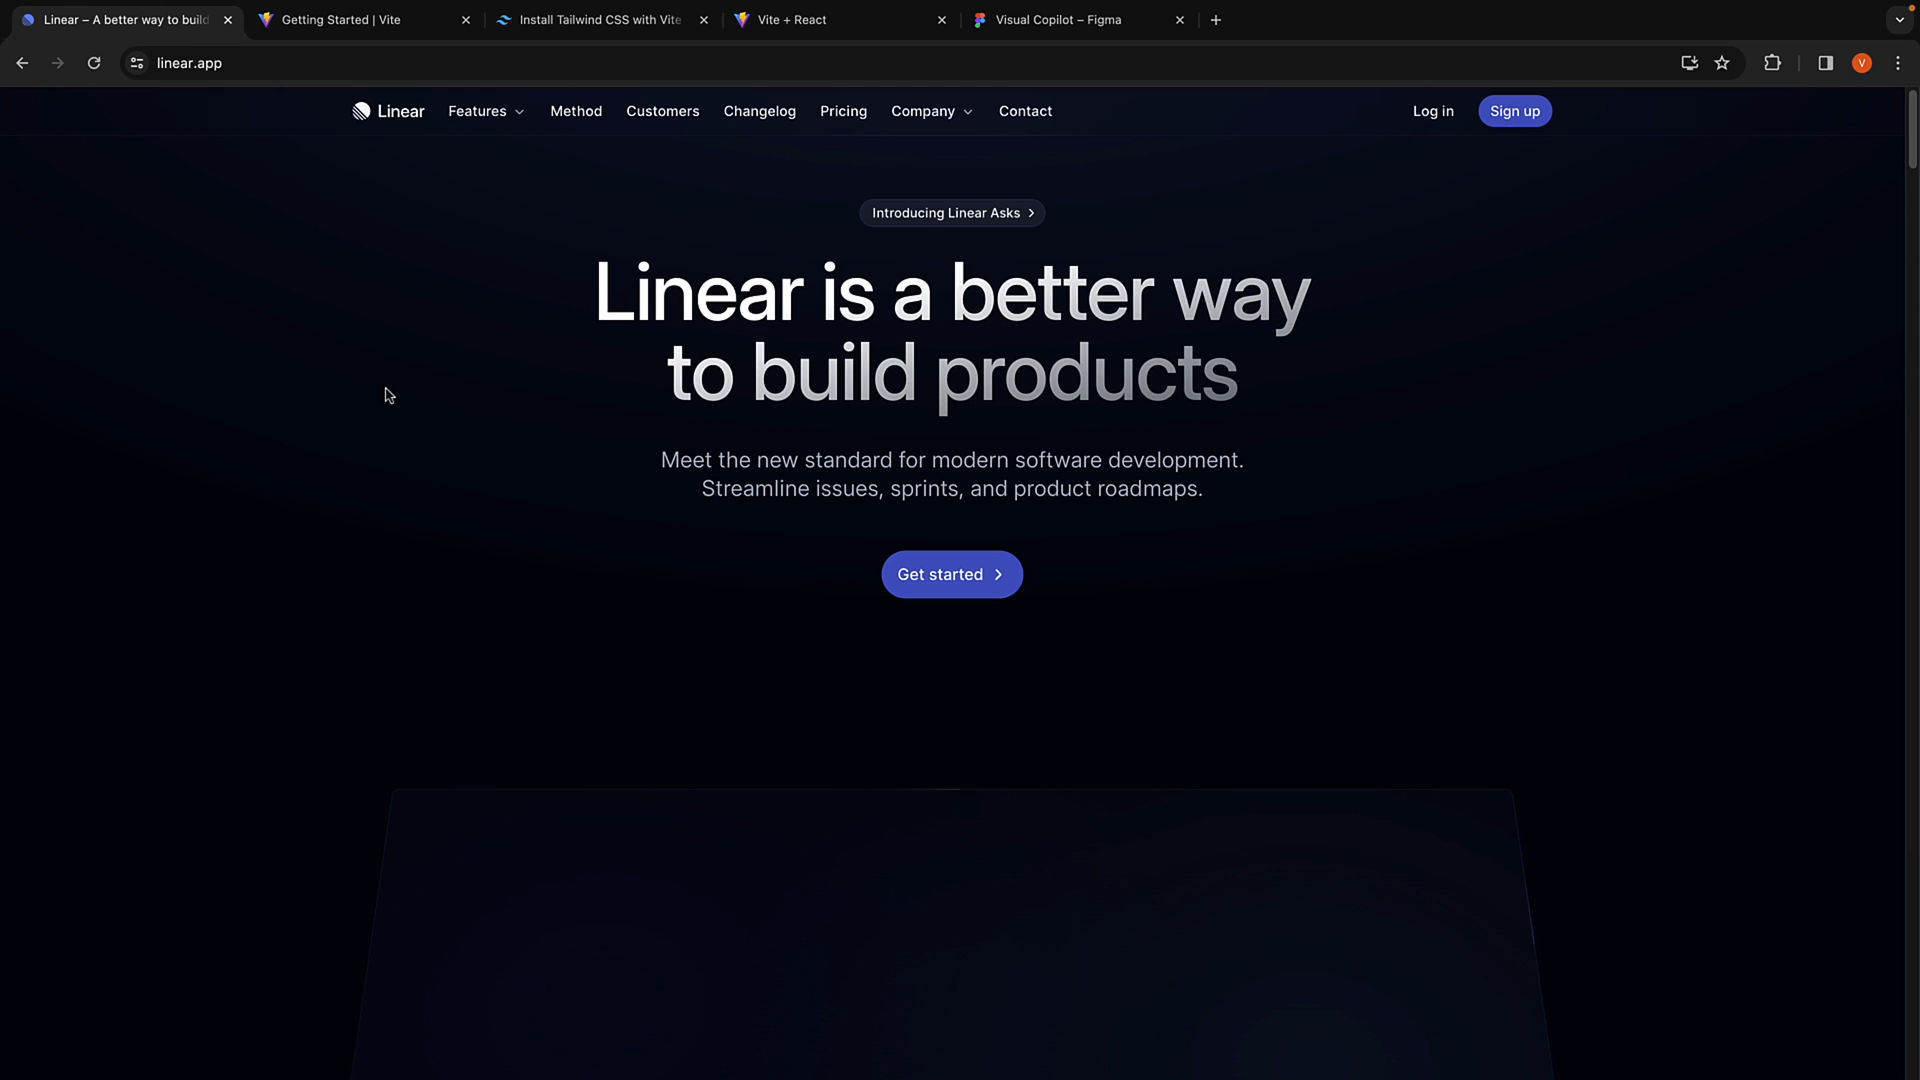 Linear – A better way to build
Getting Started | Vite
Install Tailwind CSS with Vite
Vite + React
Visual Copilot – Figma
linear.app
V
Linear
Features
Method
Customers
Changelog
Pricing
Company
Contact
Log in
Sign up
Introducing Linear Asks
Linear is a better way
to build products
Meet the new standard for modern software development.
Streamline issues, sprints, and product roadmaps.
Get started